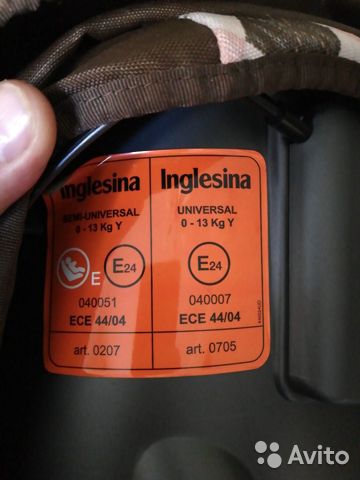 Inglesina
SEMI-UNIVERSAL
0 - 13 Kg Y
E E24
040051
ECE 44/04
art. 0207
Inglesina
UNIVERSAL
0 - 13 Kg Y
E24
040007
ECE 44/04
art. 0705
Avito